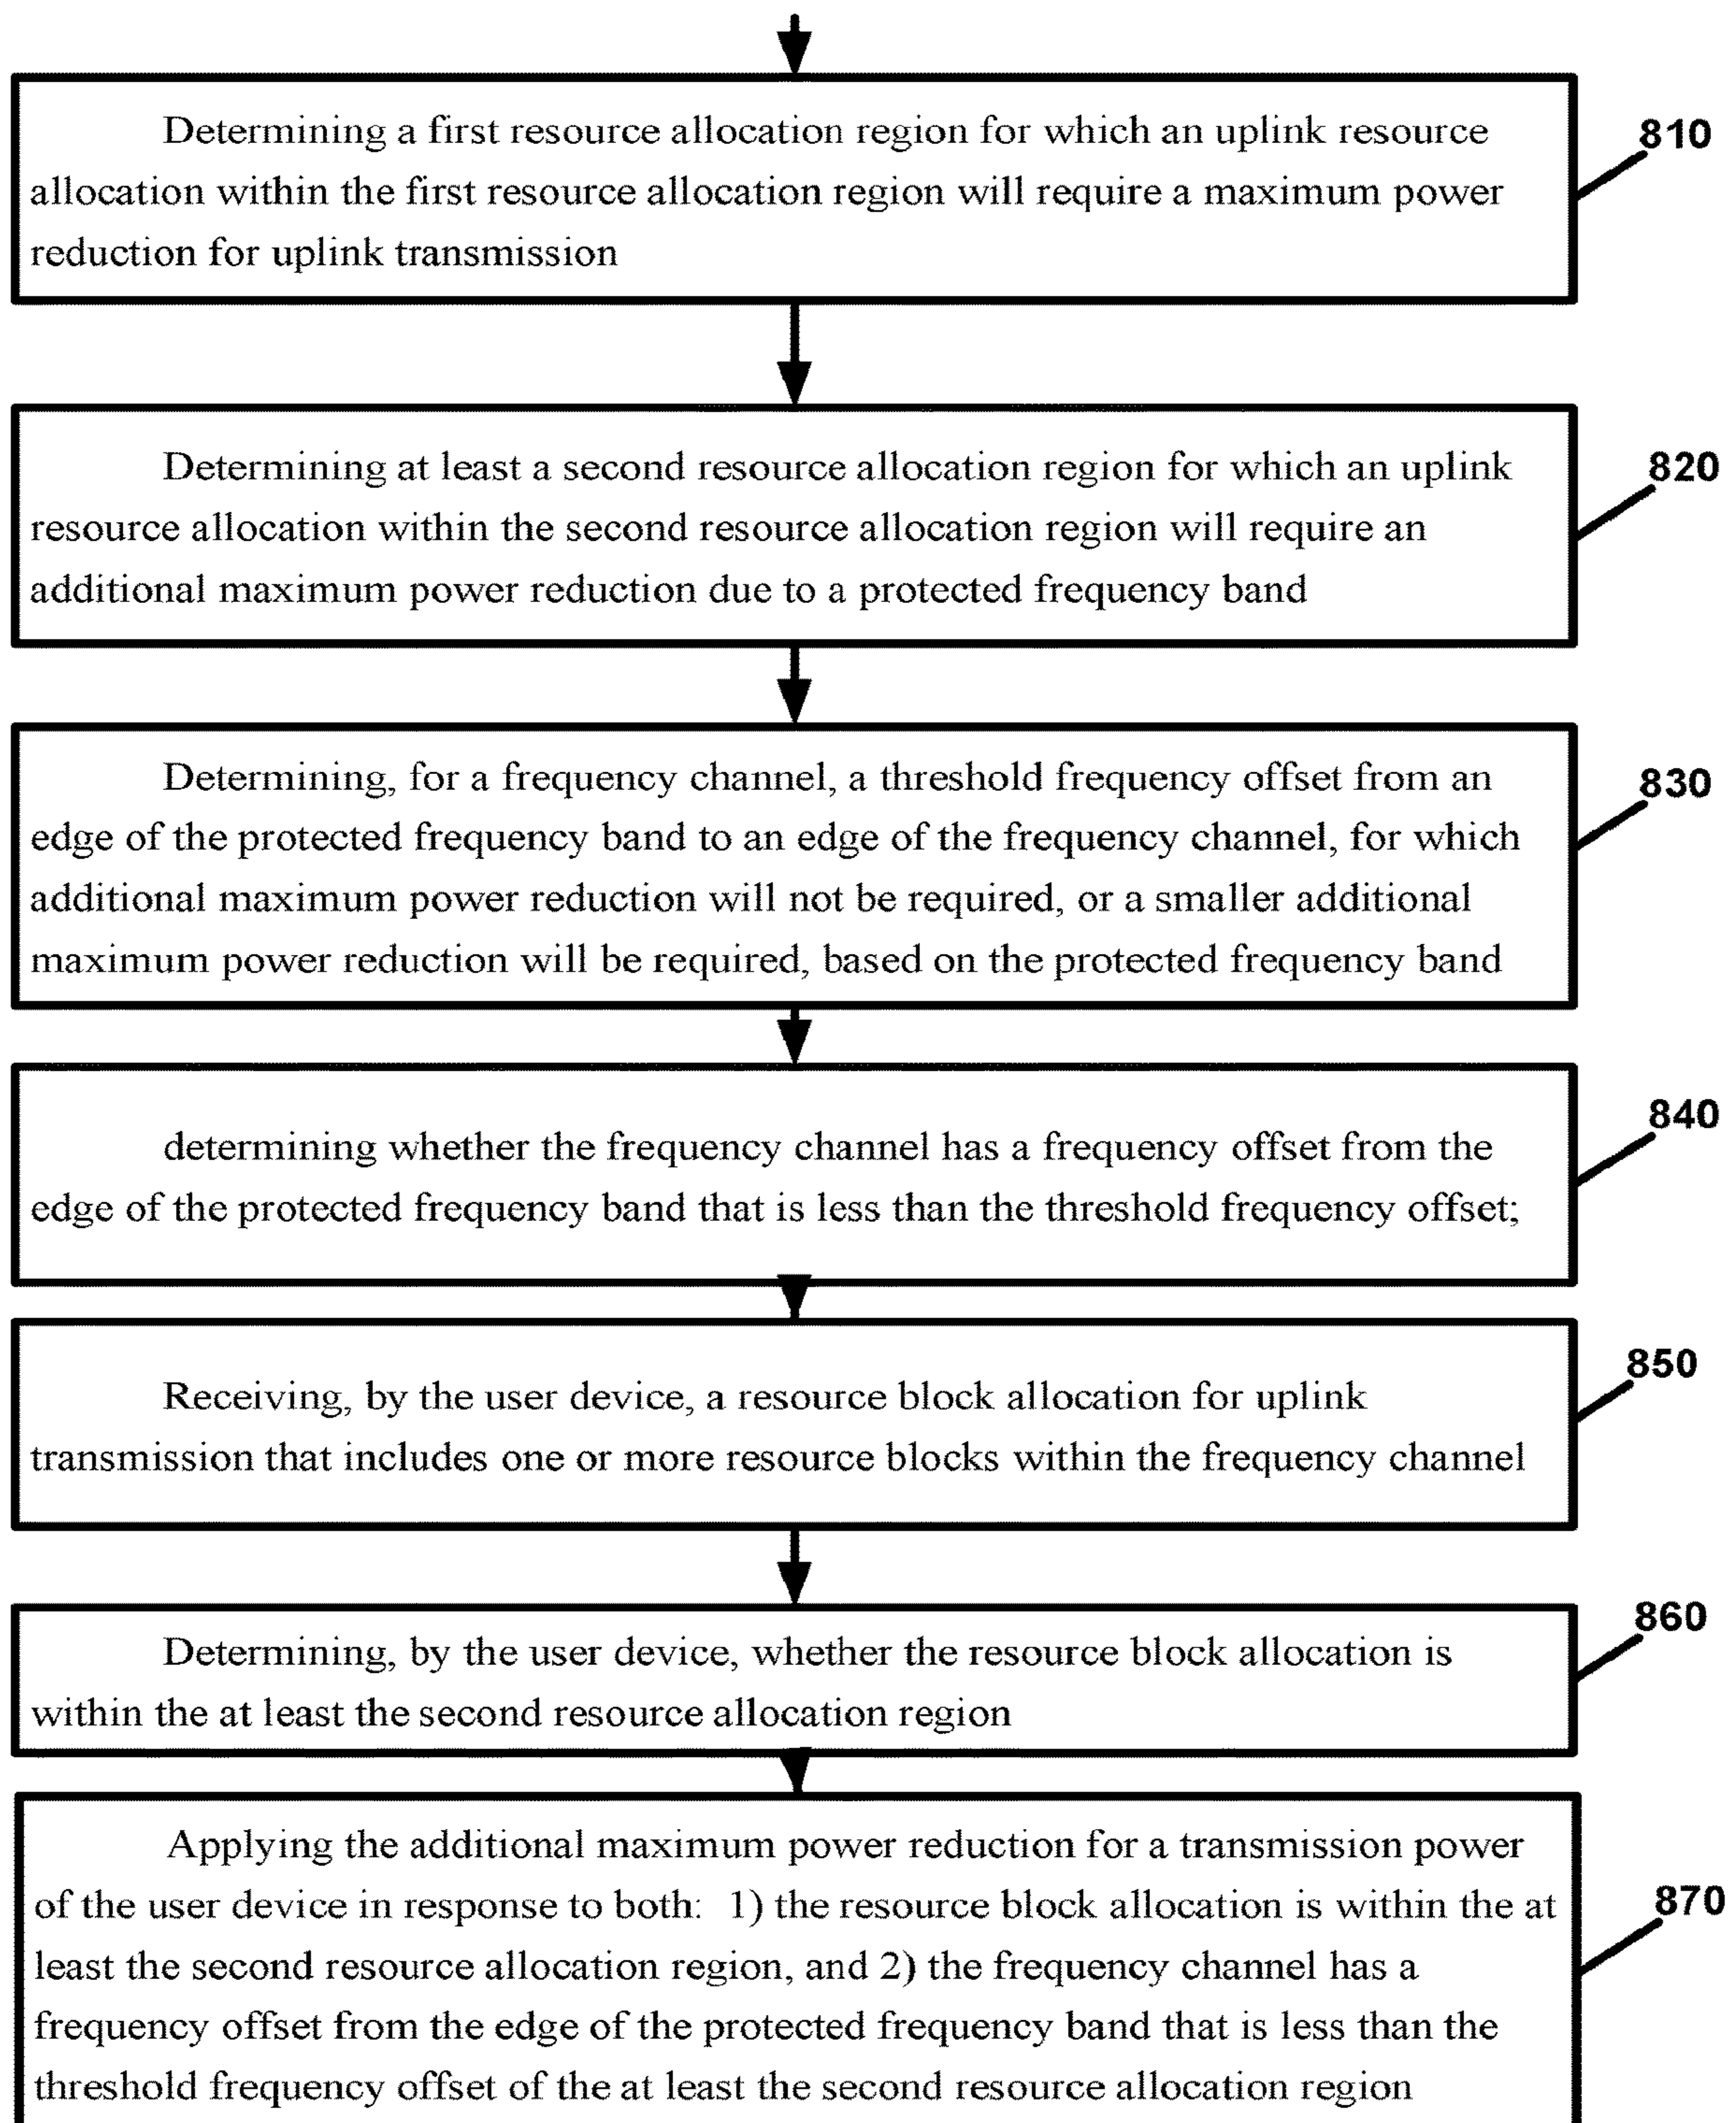 Determining a first resource allocation region for which an uplink resource
allocation within the first resource allocation region will require a maximum power
reduction for uplink transmission
810
Determining at least a second resource allocation region for which an uplink
resource allocation within the second resource allocation region will require an
additional maximum power reduction due to a protected frequency band
820
Determining, for a frequency channel, a threshold frequency offset from an
edge of the protected frequency band to an edge of the frequency channel, for which
additional maximum power reduction will not be required, or a smaller additional
maximum power reduction will be required, based on the protected frequency band
830
determining whether the frequency channel has a frequency offset from the
edge of the protected frequency band that is less than the threshold frequency offset;
840
Receiving, by the user device, a resource block allocation for uplink
transmission that includes one or more resource blocks within the frequency channel
850
Determining, by the user device, whether the resource block allocation is
within the at least the second resource allocation region
860
Applying the additional maximum power reduction for a transmission power
of the user device in response to both: 1) the resource block allocation is within the at
least the second resource allocation region, and 2) the frequency channel has a
frequency offset from the edge of the protected frequency band that is less than the
threshold frequency offset of the at least the second resource allocation region
870